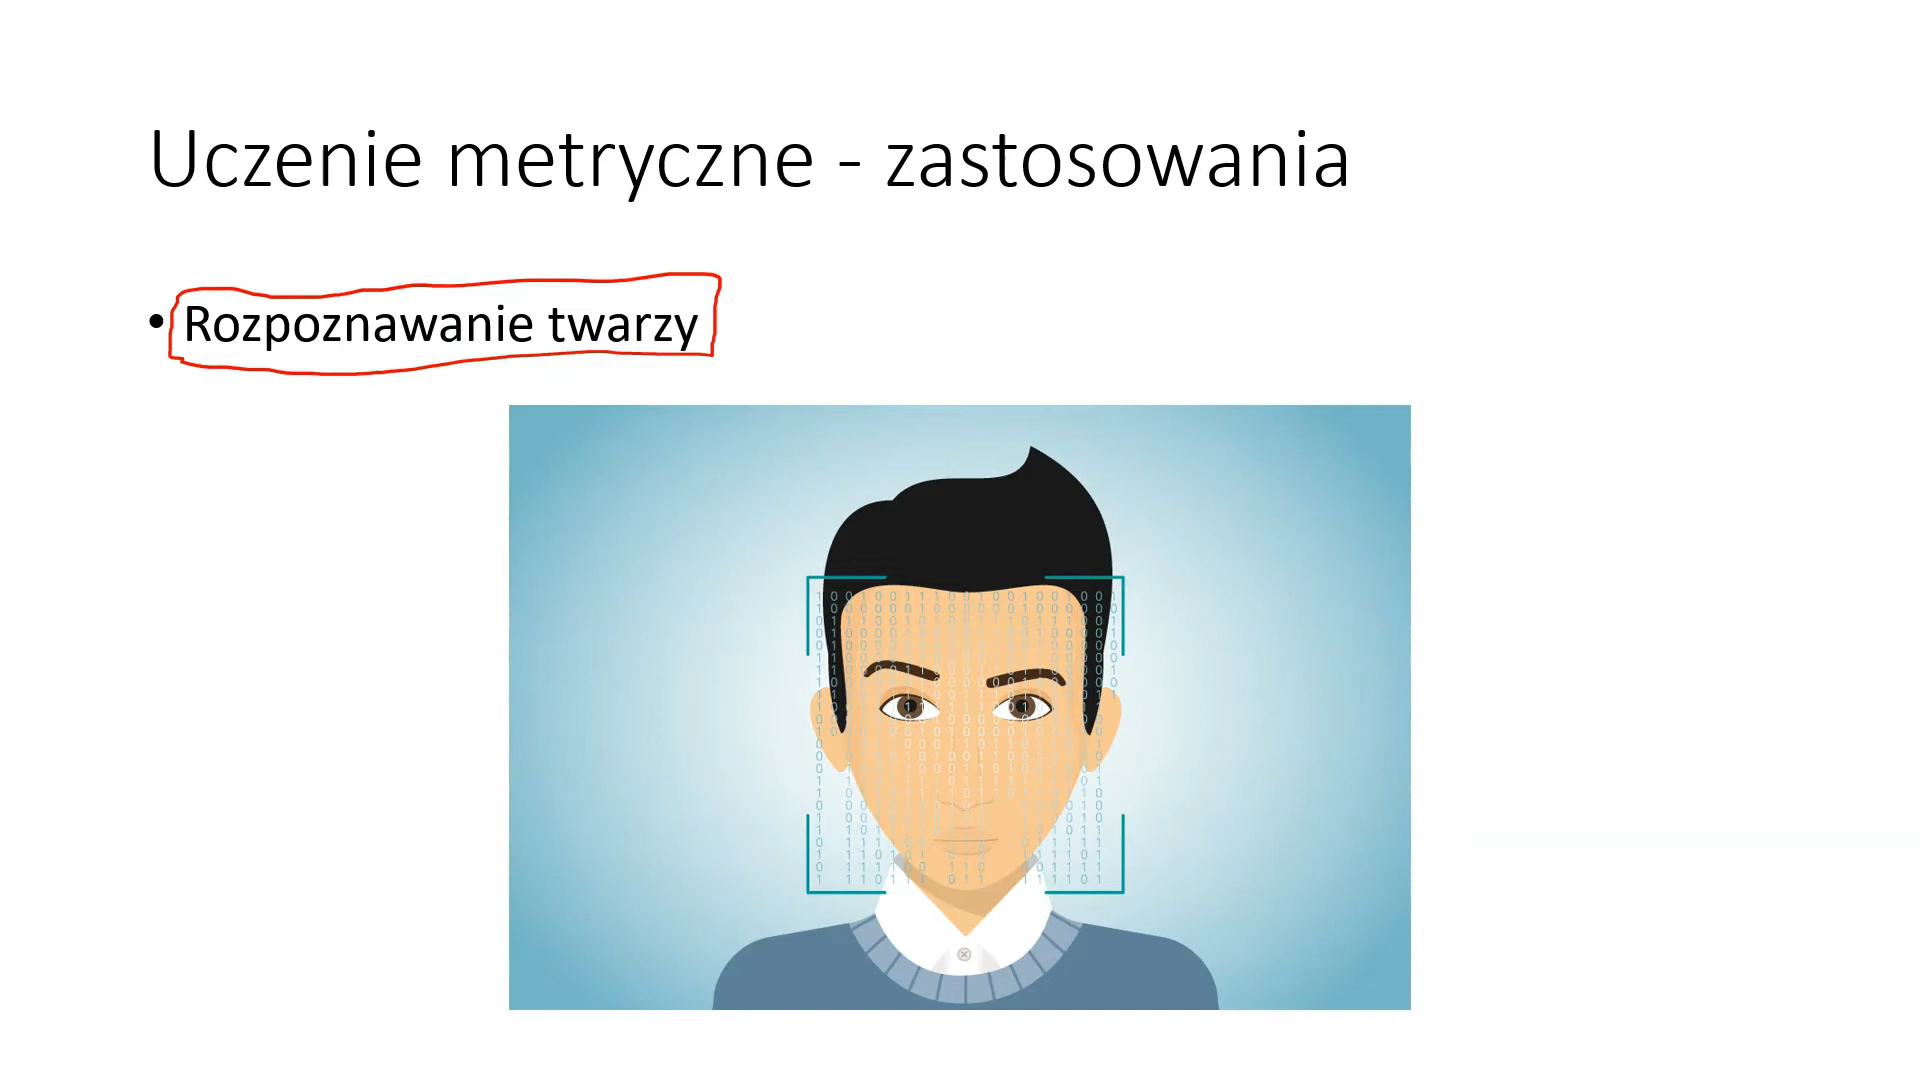 Uczenie metryczne - zastosowania
• Rozpoznawanie twarzy